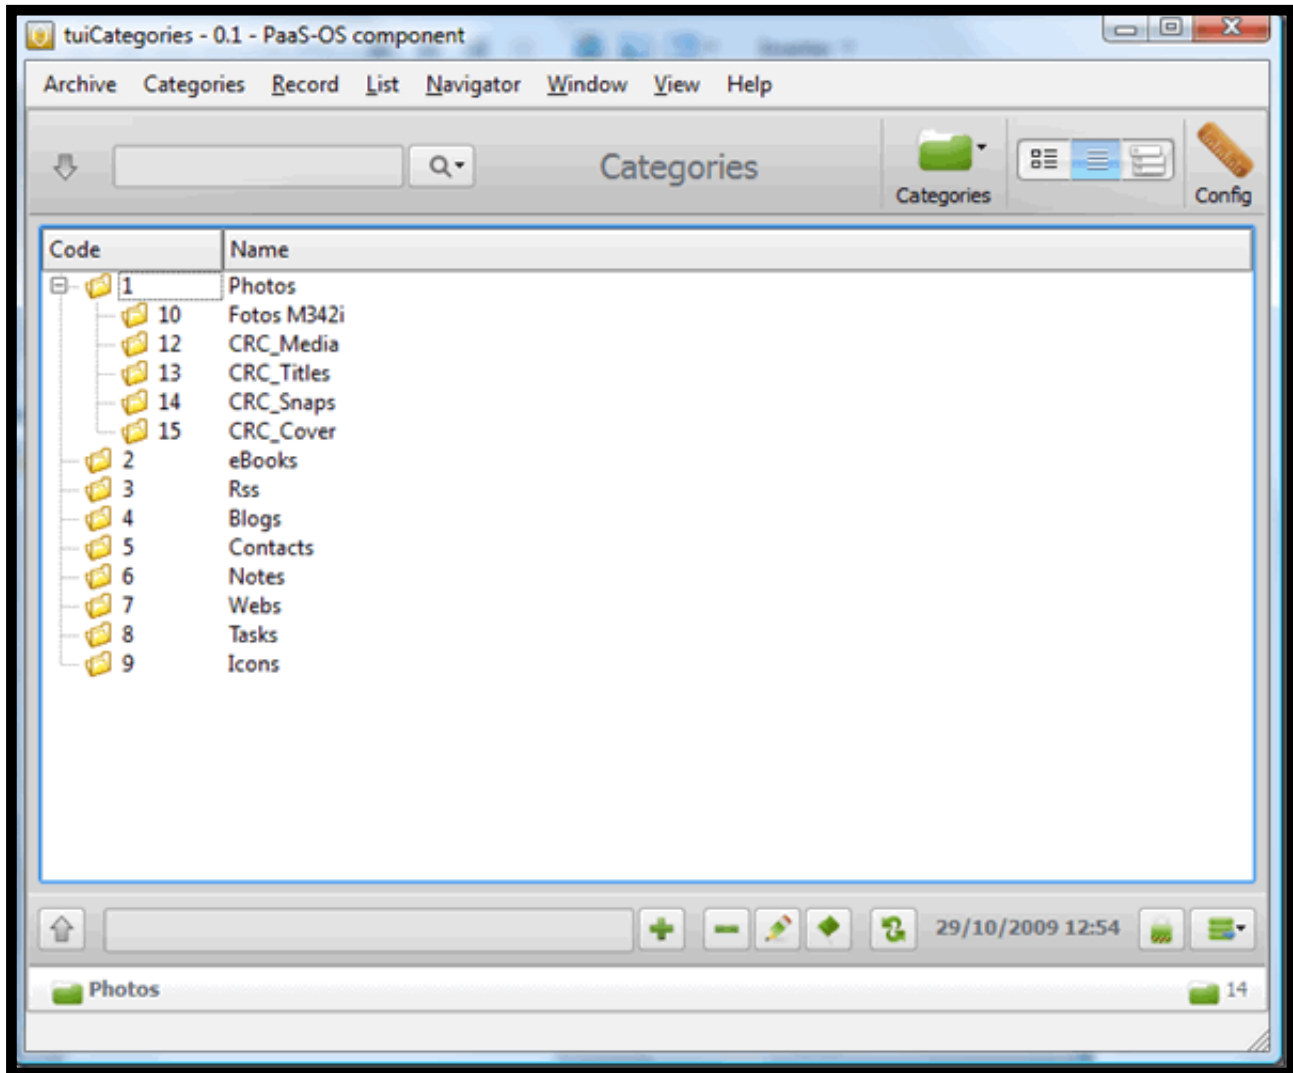 tuiCategories - 0.1 - PaaS-OS component
Archive Categories Record List Navigator Window View Help
Categories
Categories
Config
Code Name
1 Photos
10 Fotos M342i
12 CRC_Media
13 CRC_Titles
14 CRC_Snaps
15 CRC_Cover
2 eBooks
3 Rss
4 Blogs
5 Contacts
6 Notes
7 Webs
8 Tasks
9 Icons
29/10/2009 12:54
Photos 14